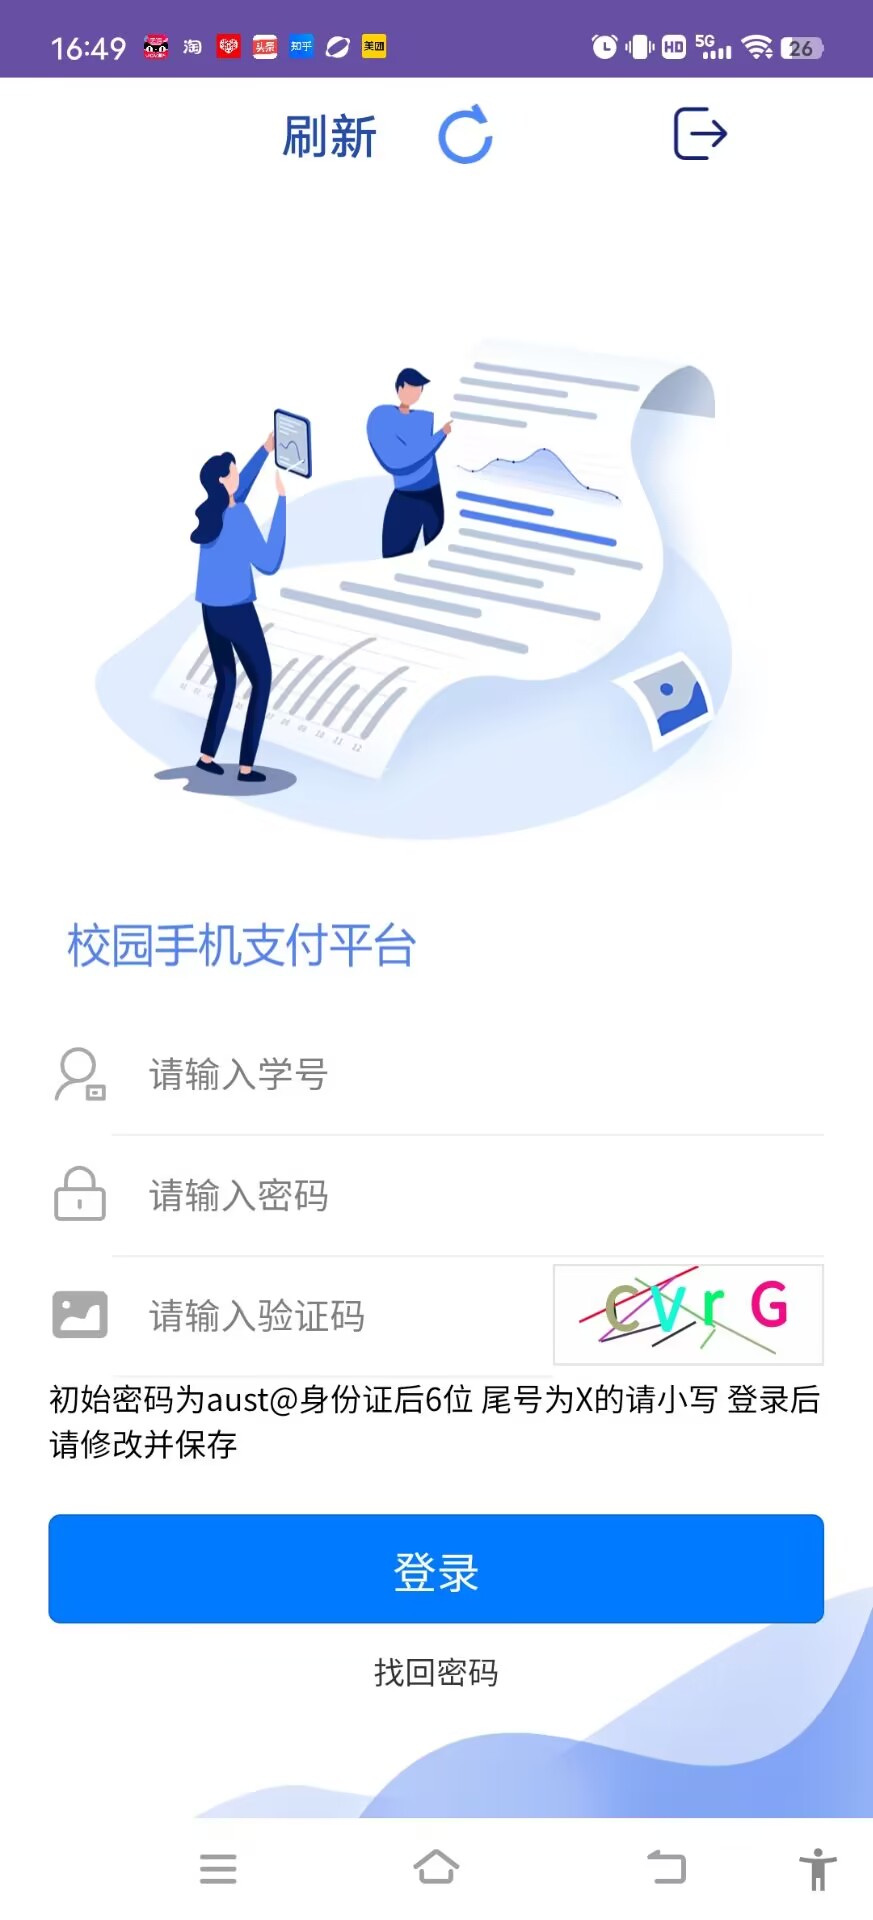 16:49 淘 头条 知乎 美团 HD 5G 26
刷新
校园手机支付平台
请输入学号
请输入密码
请输入验证码
CVrG
初始密码为aust@身份证后6位 尾号为X的请小写 登录后
请修改并保存
登录
找回密码